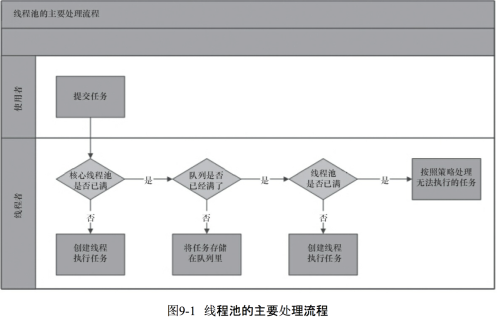 线程池的主要处理流程
使用者
提交任务
线程者
核心线程池
是否已满
是
队列是否
已经满了
是
线程池
是否已满
是
按照策略处理
无法执行的任务
否
否
否
创建线程
执行任务
将任务存储
在队列里
创建线程
执行任务
图9-1 线程池的主要处理流程